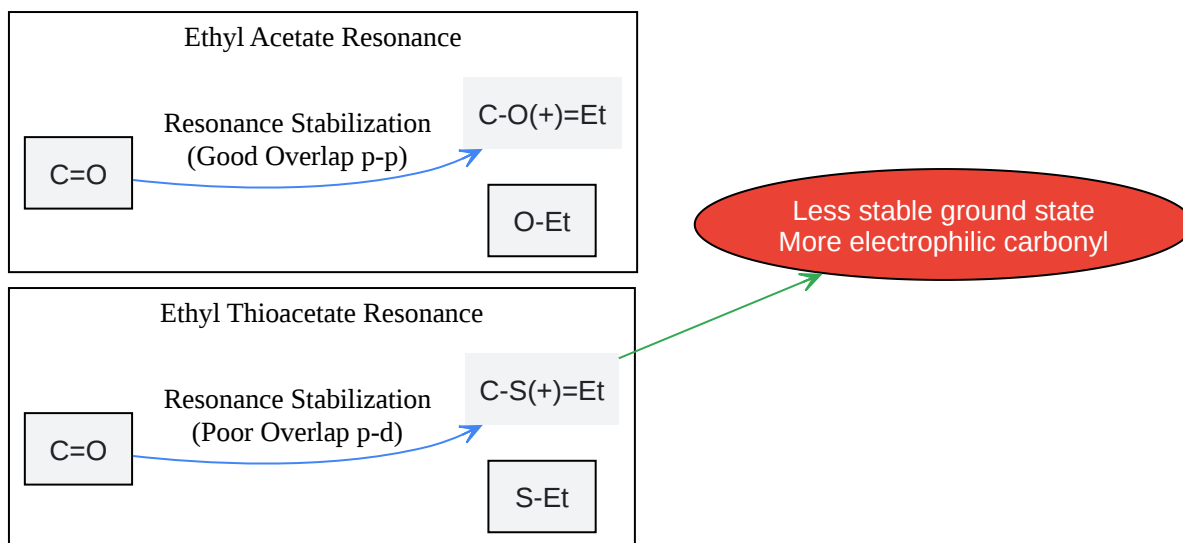 Ethyl Acetate Resonance
C-O(+)=Et
Resonance Stabilization
(Good Overlap p-p)
C=O
O-Et
Less stable ground state
More electrophilic carbonyl
Ethyl Thioacetate Resonance
C-S(+)=Et
Resonance Stabilization
(Poor Overlap p-d)
C=O
S-Et